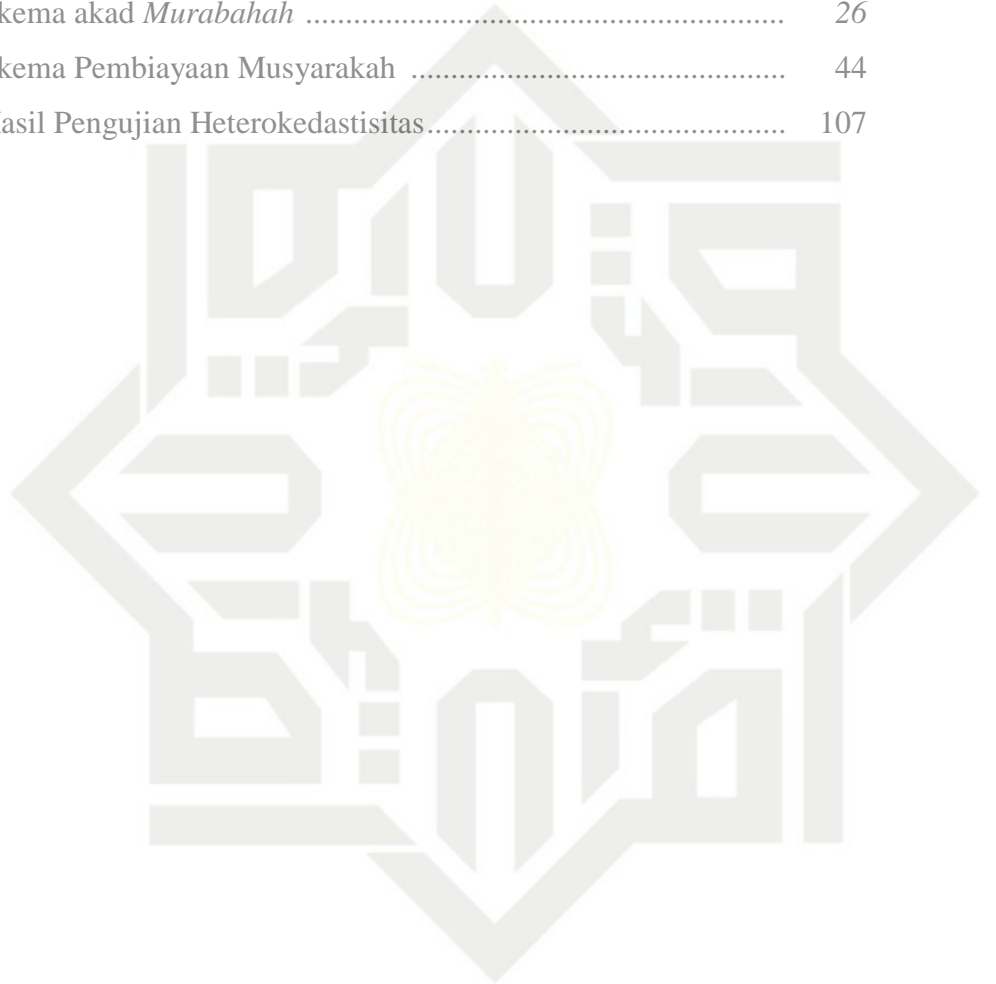 kema akad Murabahah ............................................................. 26
kema Pembiayaan Musyarakah ................................................ 44
asil Pengujian Heterokedastisitas.............................................. 107